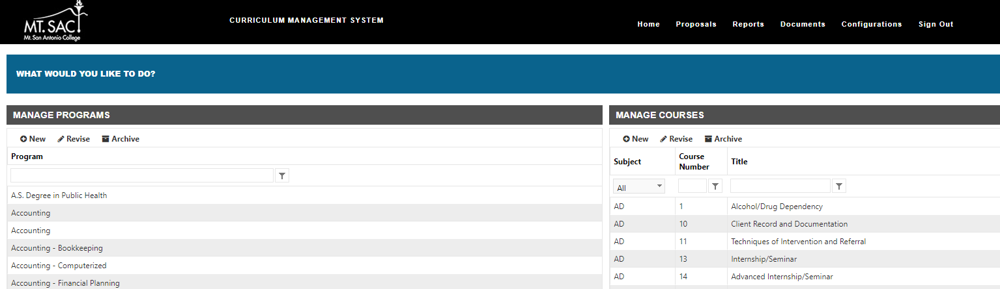 MT. SAC
Mt. San Antonio College
CURRICULUM MANAGEMENT SYSTEM
Home Proposals Reports Documents Configurations Sign Out
WHAT WOULD YOU LIKE TO DO?
MANAGE PROGRAMS
New Revise Archive
Program
A.S. Degree in Public Health
Accounting
Accounting
Accounting - Bookkeeping
Accounting - Computerized
Accounting - Financial Planning
MANAGE COURSES
New Revise Archive
Subject Course Number Title
All
AD 1 Alcohol/Drug Dependency
AD 10 Client Record and Documentation
AD 11 Techniques of Intervention and Referral
AD 13 Internship/Seminar
AD 14 Advanced Internship/Seminar